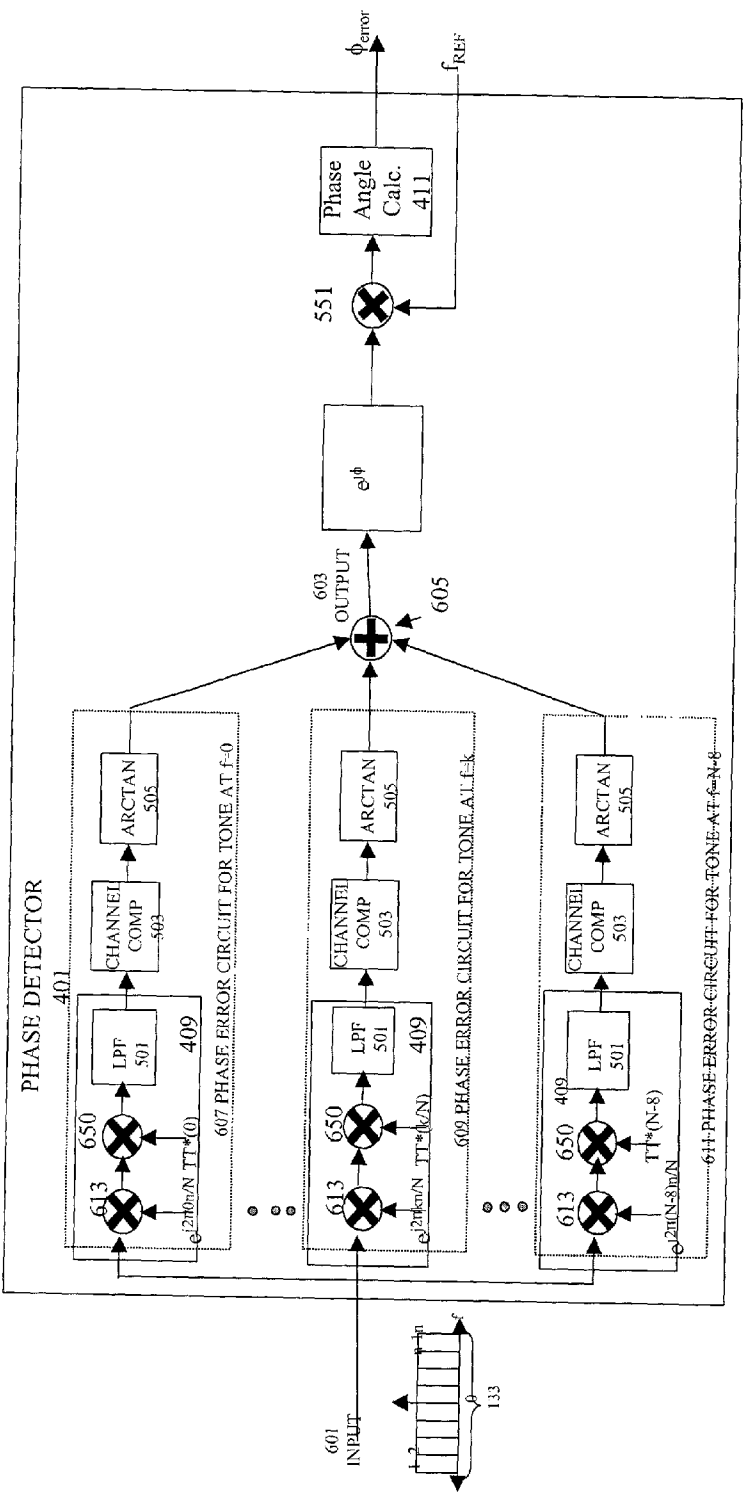 PHASE DETECTOR
401
601
INPUT
133
0
f
613
650
LPF
501
409
CHANNEL
COMP
503
ARCTAN
505
e^j2π0n/N
TT*(0)
607 PHASE ERROR CIRCUIT FOR TONE AT f=0
613
650
LPF
501
409
CHANNEL
COMP
503
ARCTAN
505
e^j2πkn/N
TT*(k/N)
609 PHASE ERROR CIRCUIT FOR TONE AT f=k
613
650
409
LPF
501
CHANNEL
COMP
503
ARCTAN
505
e^j2π(N-8)n/N
TT*(N-8)
611 PHASE ERROR CIRCUIT FOR TONE AT f=N-8
603
OUTPUT
605
e^jφ
551
Phase
Angle
Calc.
411
ϕerror
fREF